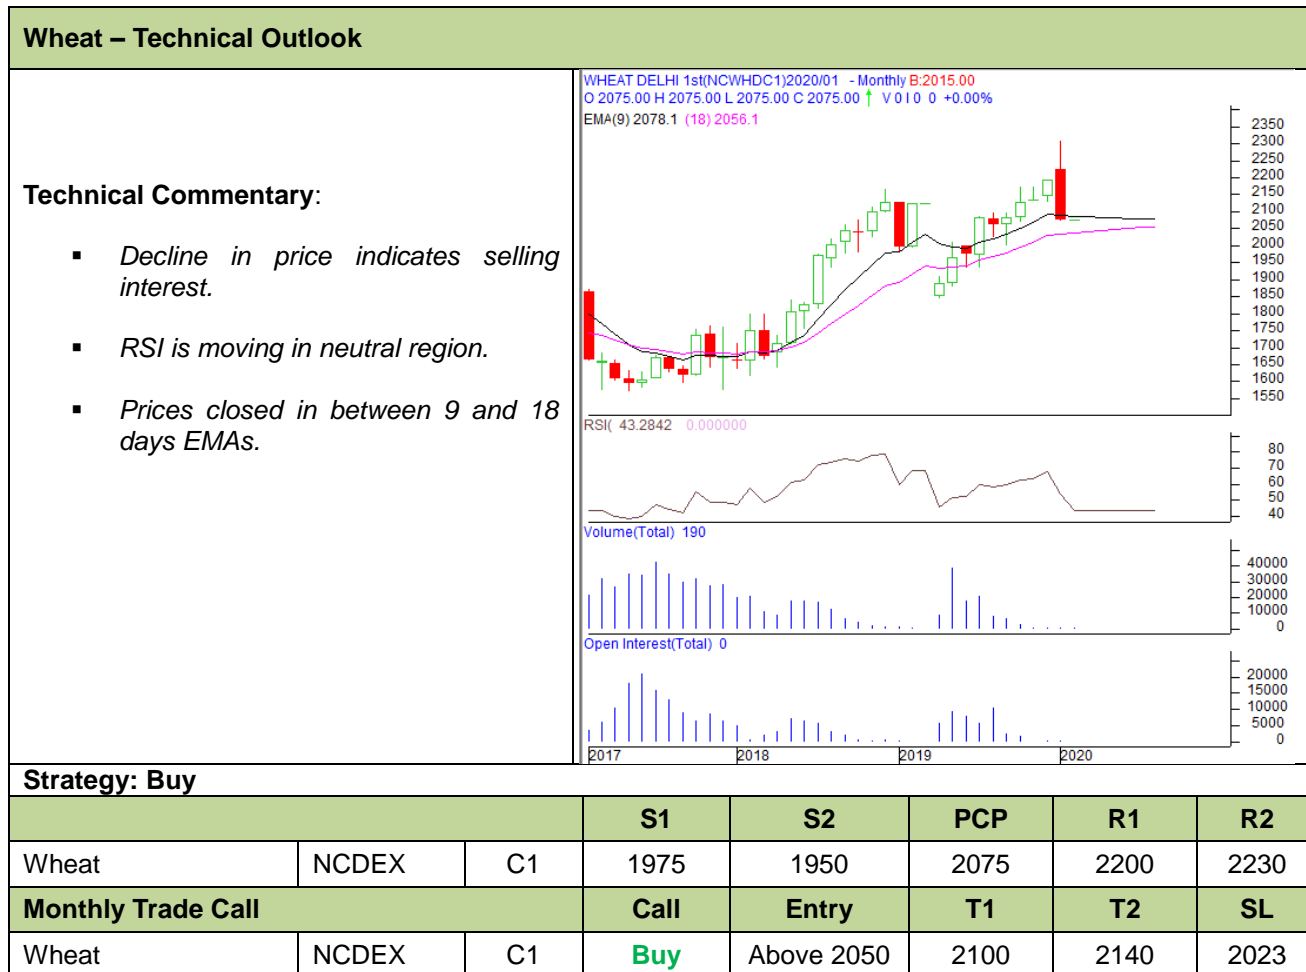 Wheat – Technical Outlook
Technical Commentary:
▪ Decline in price indicates selling
interest.
▪ RSI is moving in neutral region.
▪ Prices closed in between 9 and 18
days EMAs.
WHEAT DELHI 1st(NCWHDC1)2020/01 - Monthly B:2015.00
O 2075.00 H 2075.00 L 2075.00 C 2075.00 ↑ V 0 I 0 0 +0.00%
EMA(9) 2078.1 (18) 2056.1
2350
2300
2250
2200
2150
2100
2050
2000
1950
1900
1850
1800
1750
1700
1650
1600
1550
RSI( 43.2842 0.000000
80
70
60
50
40
Volume(Total) 190
40000
30000
20000
10000
0
Open Interest(Total) 0
20000
15000
10000
5000
0
2017 2018 2019 2020
Strategy: Buy
S1 S2 PCP R1 R2
Wheat NCDEX C1 1975 1950 2075 2200 2230
Monthly Trade Call Call Entry T1 T2 SL
Wheat NCDEX C1 Buy Above 2050 2100 2140 2023